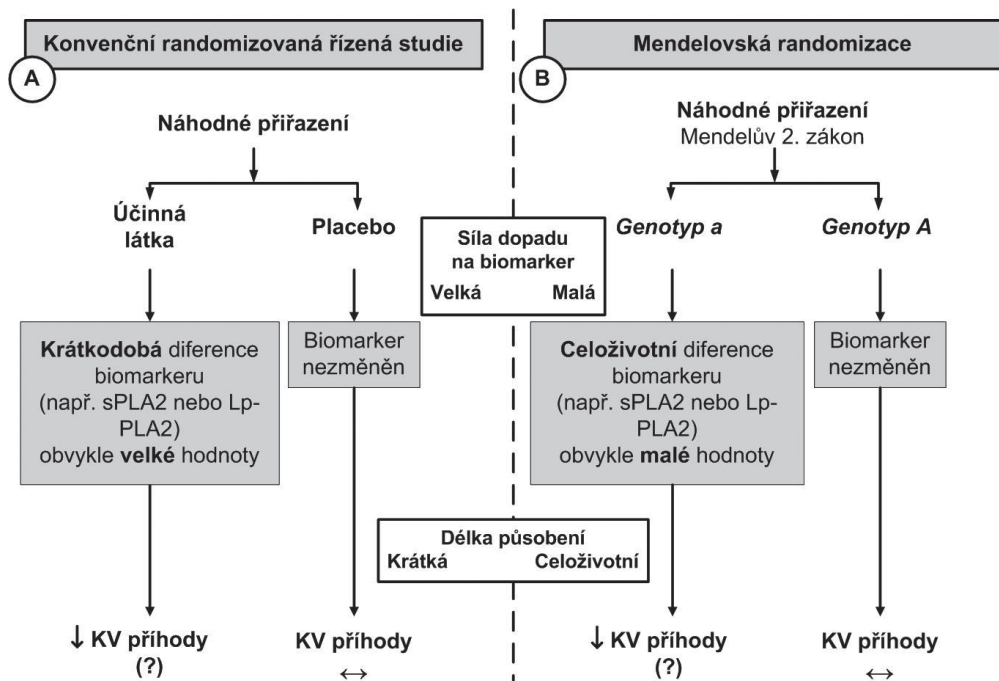 Konvenční randomizovaná řízená studie
A
Náhodné přiřazení
Účinná
látka
Placebo
Krátkodobá diference
biomarkeru
(např. sPLA2 nebo Lp-
PLA2)
obvykle velké hodnoty
Biomarker
nezměněn
↓ KV příhody
(?)
KV příhody
↔
Síla dopadu
na biomarker
Velká Malá
Délka působení
Krátká Celoživotní
Mendelovská randomizace
B
Náhodné přiřazení
Mendelův 2. zákon
Genotyp a
Genotyp A
Celoživotní diference
biomarkeru
(např. sPLA2 nebo Lp-
PLA2)
obvykle malé hodnoty
Biomarker
nezměněn
↓ KV příhody
(?)
KV příhody
↔